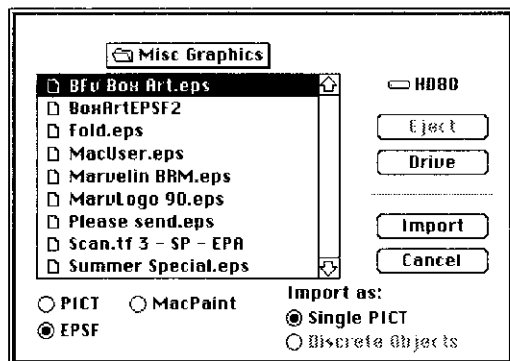 Misc Graphics
BFv Box Art.eps
BoxArtEPSF2
Fold.eps
MacUser.eps
Marvelin BRM.eps
MarvLogo 90.eps
Please send.eps
Scan.tf 3 - SP - EPA
Summer Special.eps
HD80
Eject
Drive
Import
Cancel
PICT MacPaint
EPSF
Import as:
Single PICT
Discrete Objects